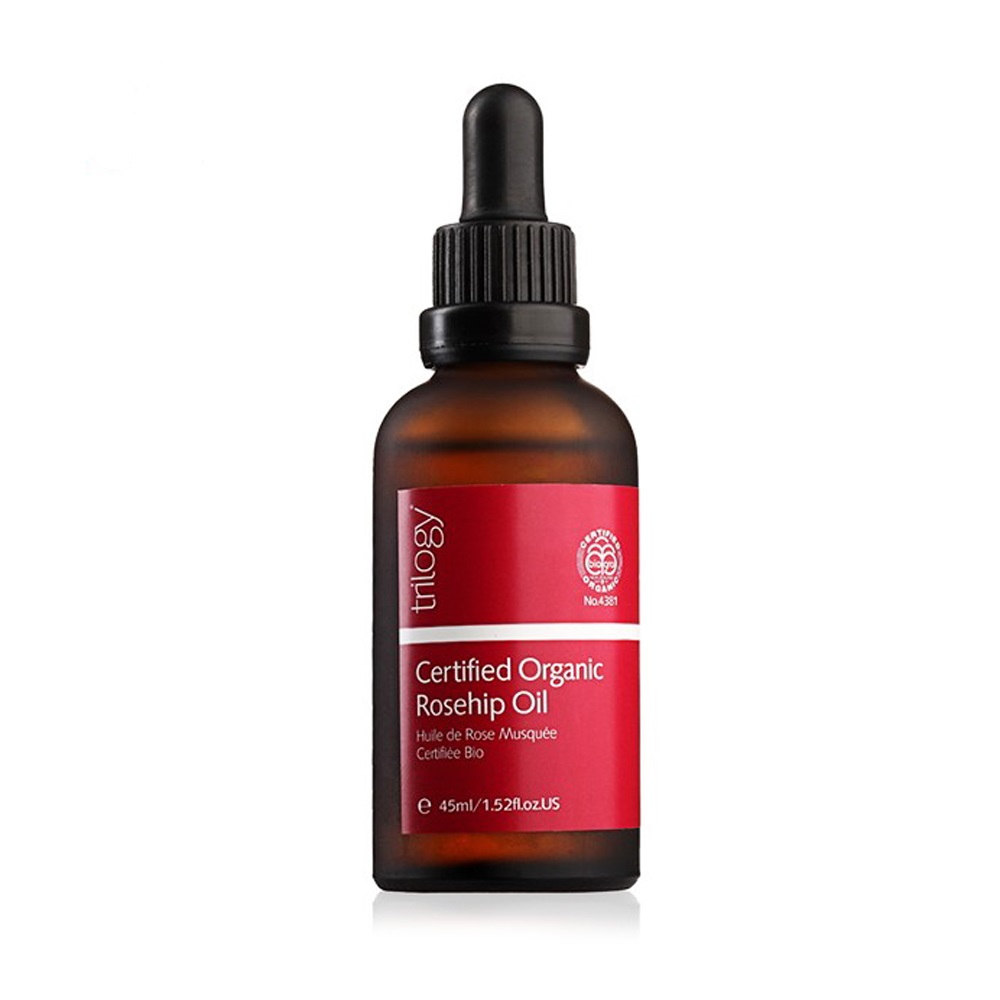 trilogy
CERTIFIED
ORGANIC
No.4381
Certified Organic
Rosehip Oil
Huile de Rose Musquée
Certifiée Bio
e 45ml/1.52fl.oz.US